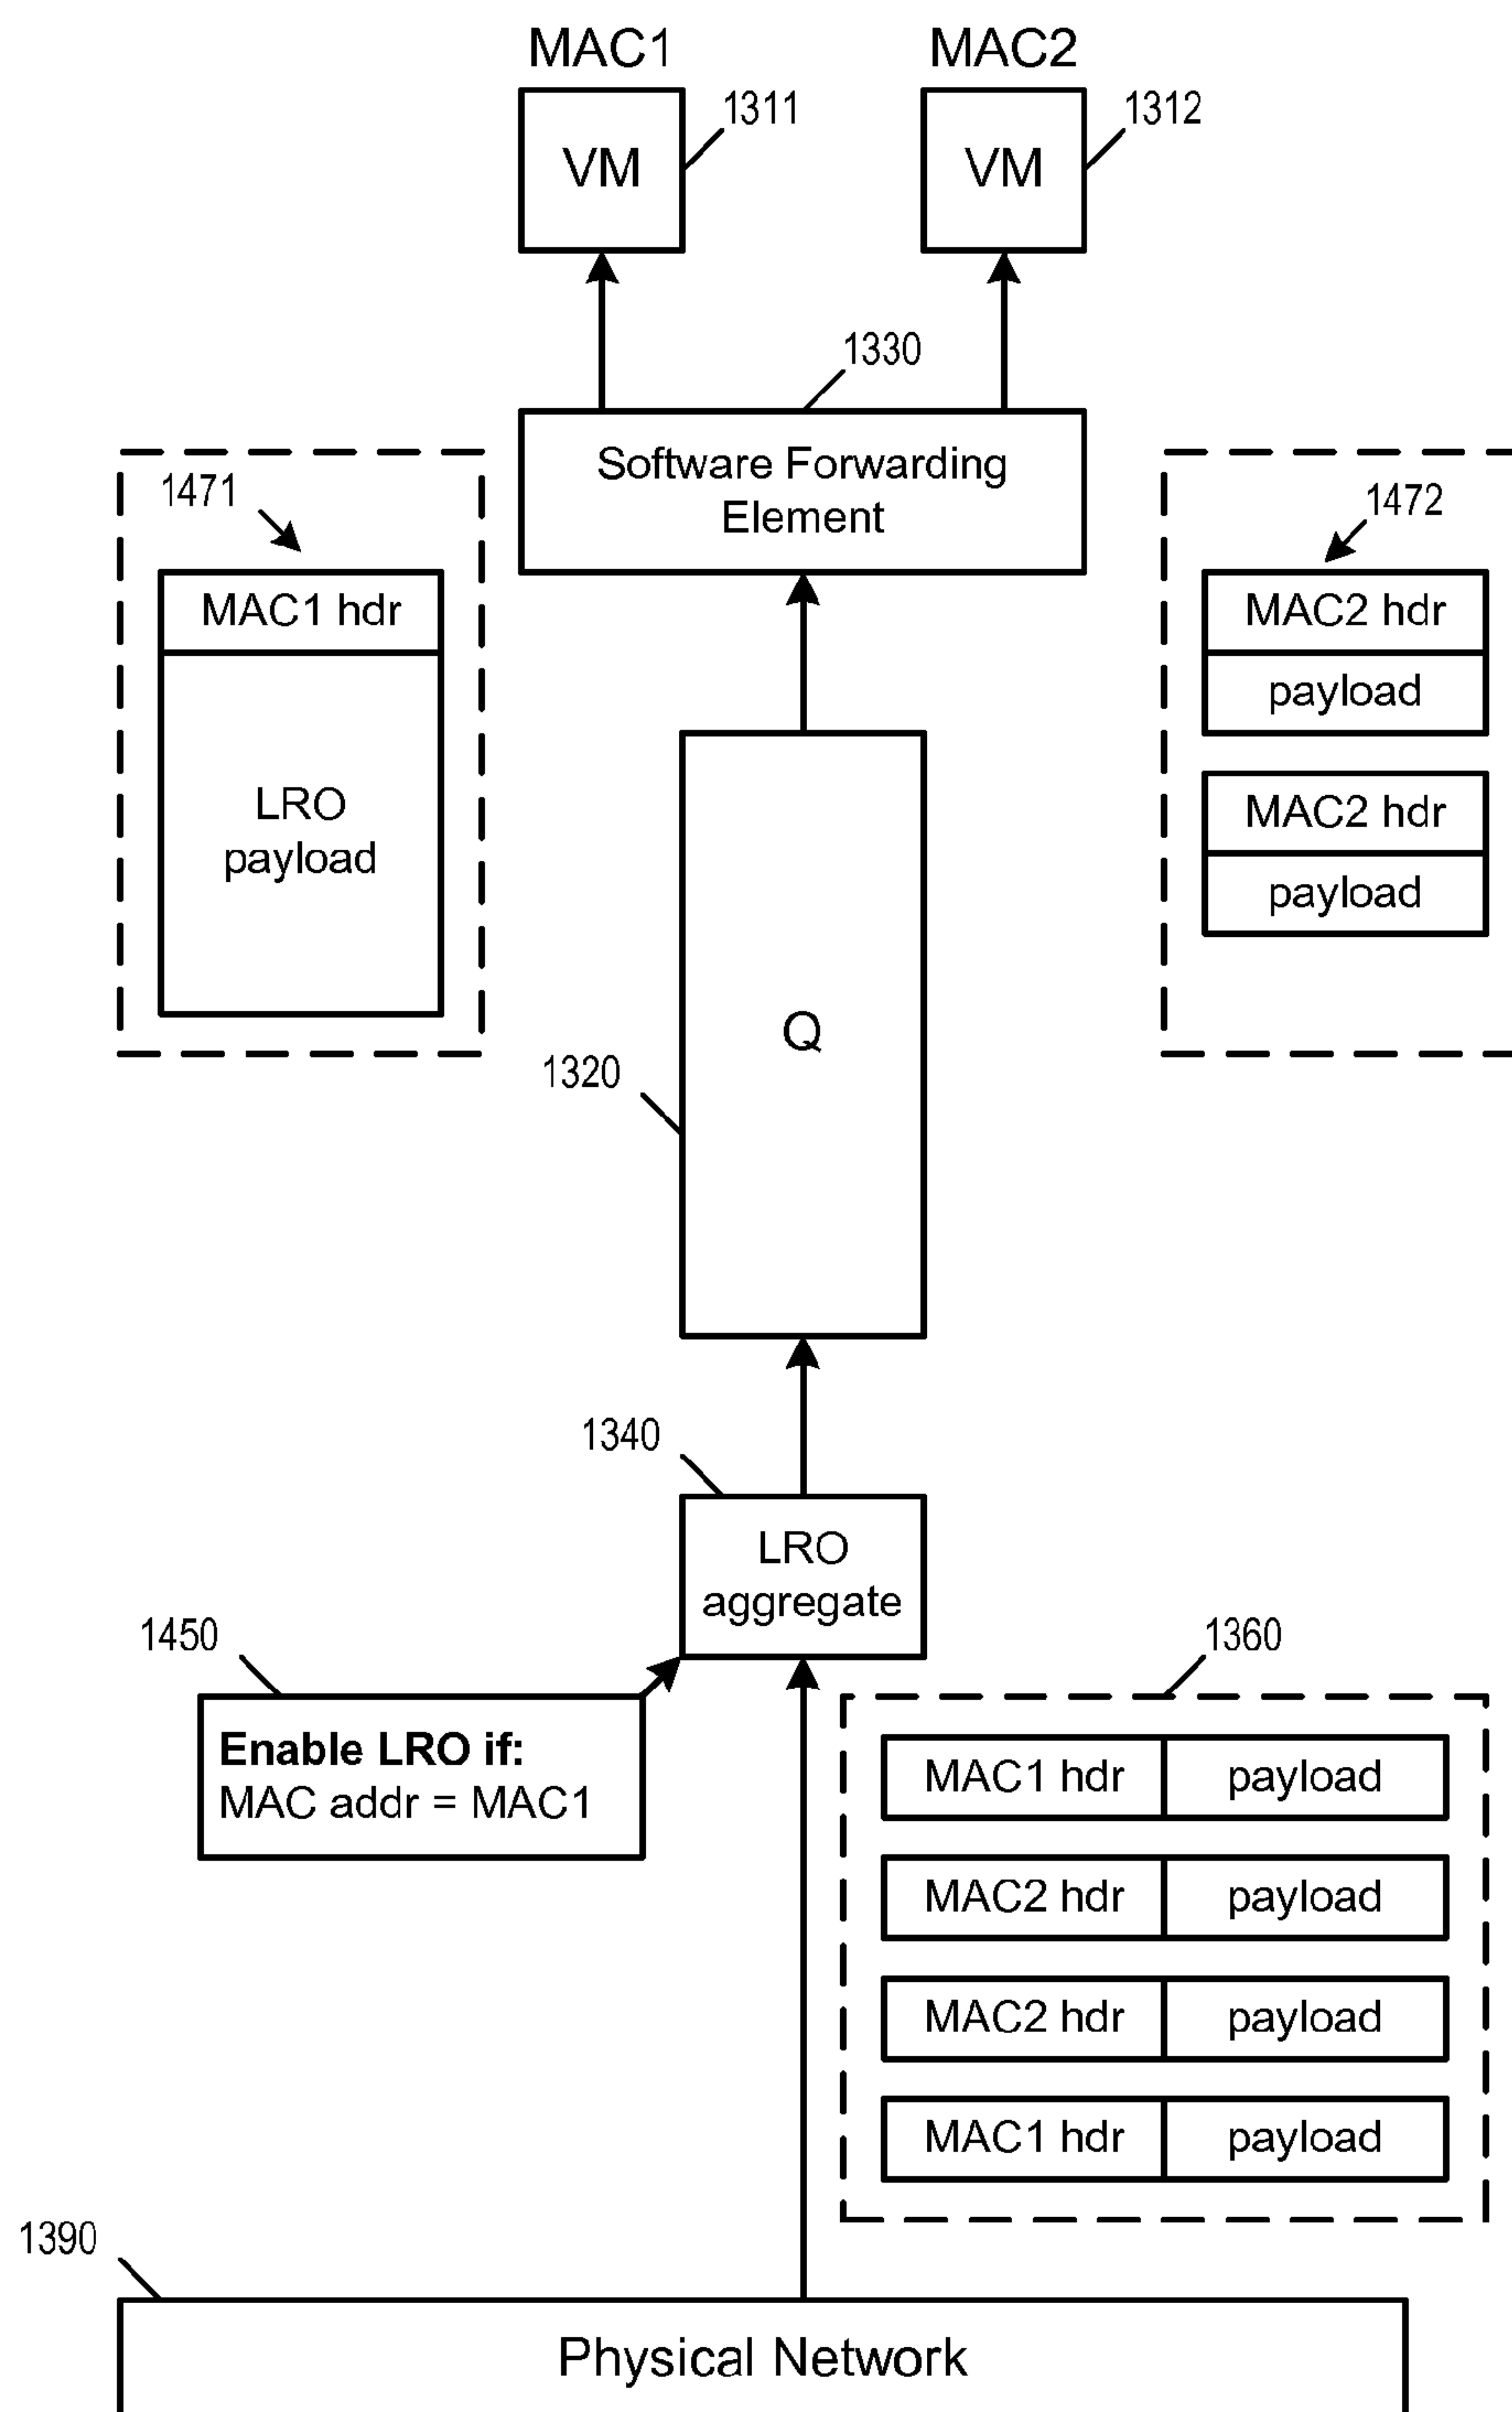 MAC1
MAC2
1311
1312
VM
VM
1330
Software Forwarding
Element
1471
1472
MAC1 hdr
LRO
payload
MAC2 hdr
payload
MAC2 hdr
payload
Q
1320
1340
LRO
aggregate
1450
1360
Enable LRO if:
MAC addr = MAC1
MAC1 hdr payload
MAC2 hdr payload
MAC2 hdr payload
MAC1 hdr payload
1390
Physical Network